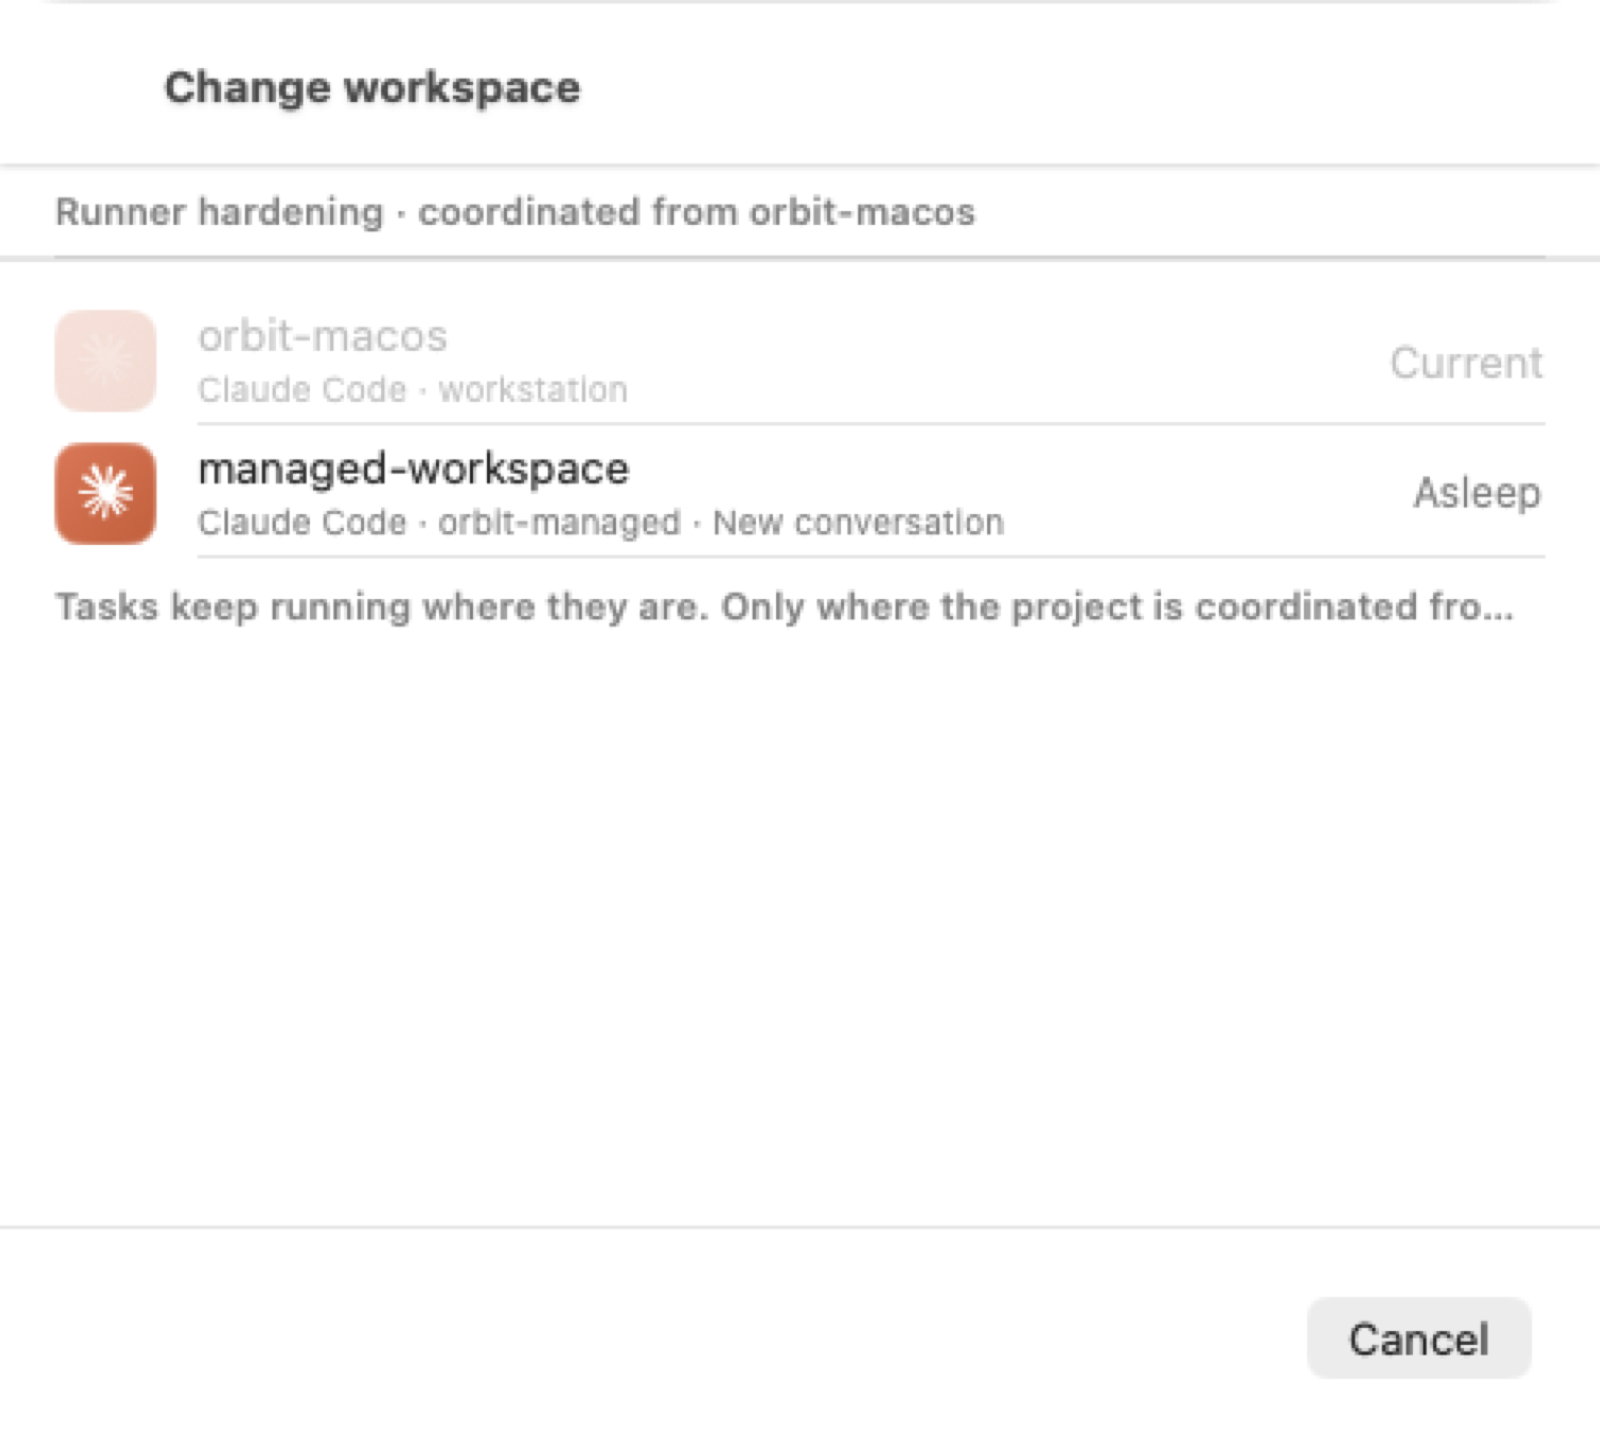 Change workspace
Runner hardening · coordinated from orbit-macos
orbit-macos
Current
Claude Code · workstation
managed-workspace
Asleep
Claude Code · orbit-managed · New conversation
Tasks keep running where they are. Only where the project is coordinated fro...
Cancel